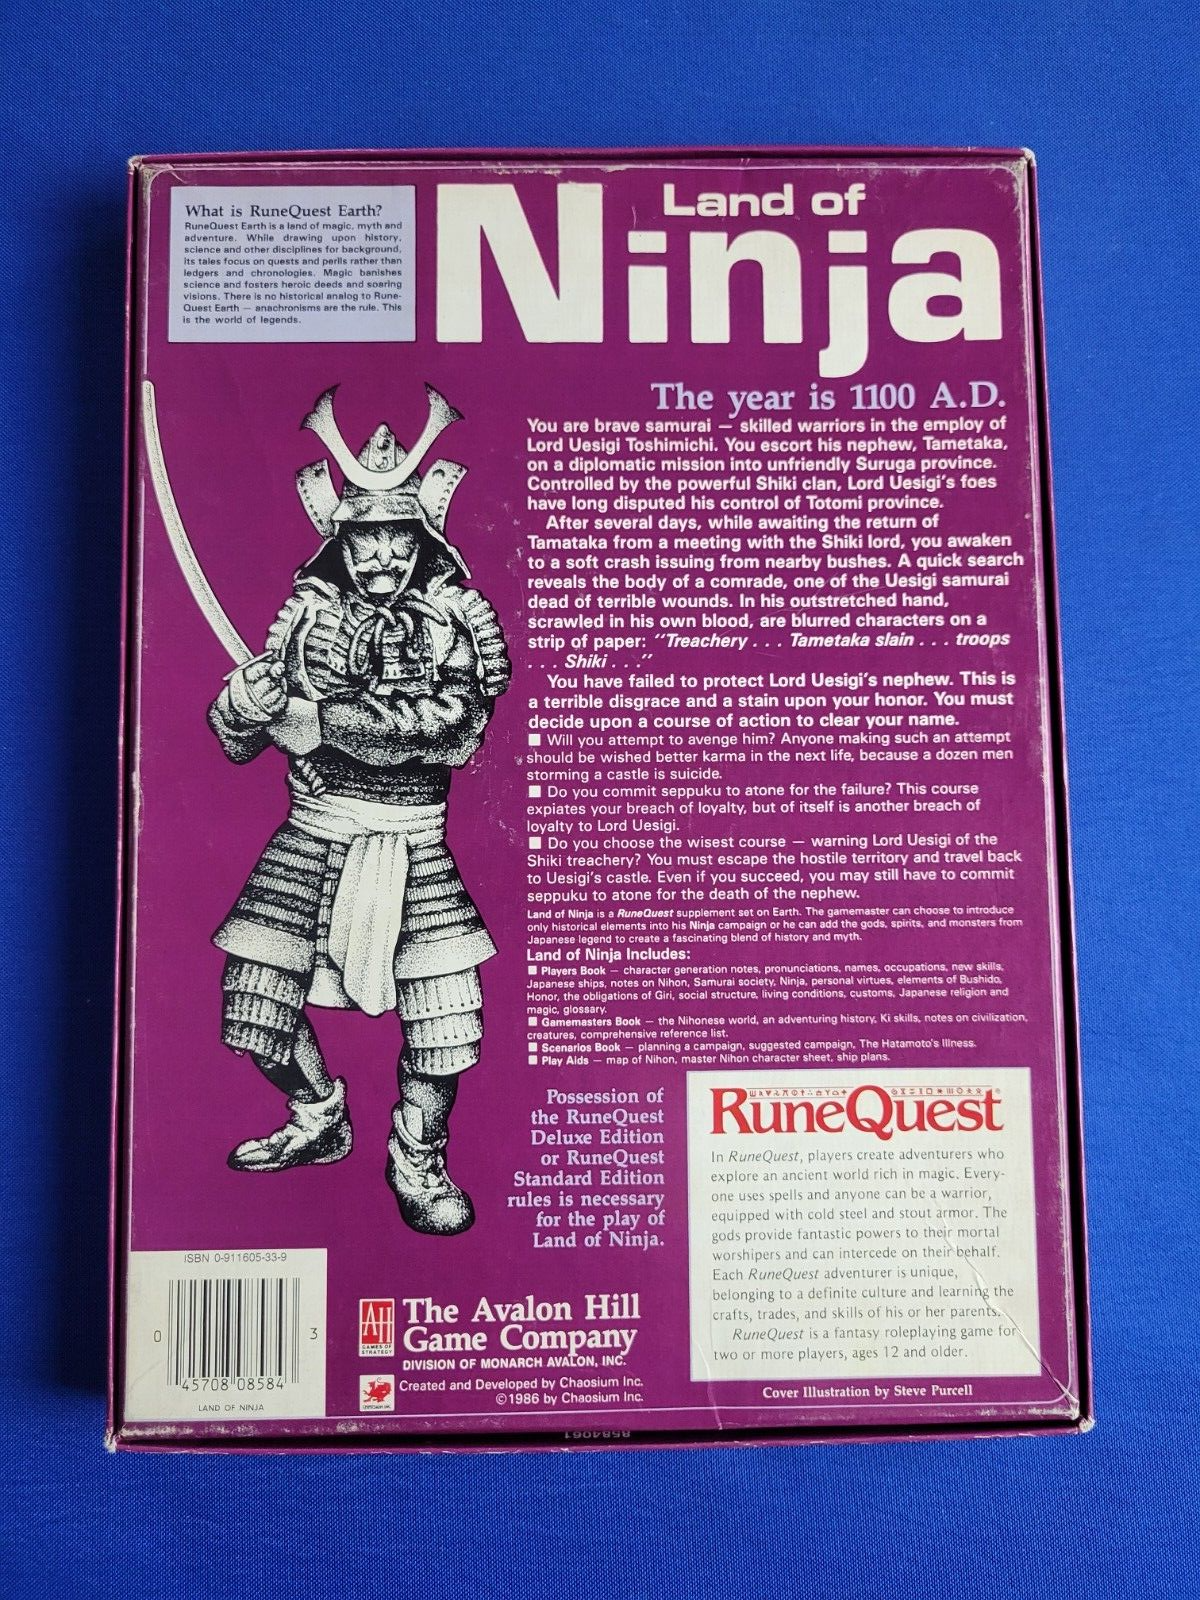 What is RuneQuest Earth?
RuneQuest Earth is a land of magic, myth and
adventure. While drawing upon history,
science and other disciplines for background,
its tales focus on quests and perils rather than
ledgers and chronologies. Magic banishes
science and fosters heroic deeds and soaring
visions. There is no historical analog to Rune-
Quest Earth — anachronisms are the rule. This
is the world of legends.
Land of
Ninja
The year is 1100 A.D.
You are brave samurai — skilled warriors in the employ of
Lord Uesigi Toshimichi. You escort his nephew, Tametaka,
on a diplomatic mission into unfriendly Suruga province.
Controlled by the powerful Shiki clan, Lord Uesigi's foes
have long disputed his control of Totomi province.
After several days, while awaiting the return of
Tamataka from a meeting with the Shiki lord, you awaken
to a soft crash issuing from nearby bushes. A quick search
reveals the body of a comrade, one of the Uesigi samurai
dead of terrible wounds. In his outstretched hand,
scrawled in his own blood, are blurred characters on a
strip of paper: "Treachery . . . Tametaka slain . . . troops
. . . Shiki . . ."
You have failed to protect Lord Uesigi's nephew. This is
a terrible disgrace and a stain upon your honor. You must
decide upon a course of action to clear your name.
■ Will you attempt to avenge him? Anyone making such an attempt
should be wished better karma in the next life, because a dozen men
storming a castle is suicide.
■ Do you commit seppuku to atone for the failure? This course
expiates your breach of loyalty, but of itself is another breach of
loyalty to Lord Uesigi.
■ Do you choose the wisest course — warning Lord Uesigi of the
Shiki treachery? You must escape the hostile territory and travel back
to Uesigi's castle. Even if you succeed, you may still have to commit
seppuku to atone for the death of the nephew.
Land of Ninja is a RuneQuest supplement set on Earth. The gamemaster can choose to introduce
only historical elements into his Ninja campaign or he can add the gods, spirits, and monsters from
Japanese legend to create a fascinating blend of history and myth.
Land of Ninja Includes:
■ Players Book — character generation notes, pronunciations, names, occupations, new skills,
Japanese ships, notes on Nihon, Samurai society, Ninja, personal virtues, elements of Bushido,
Honor, the obligations of Giri, social structure, living conditions, customs, Japanese religion and
magic, glossary.
■ Gamemasters Book — the Nihonese world, an adventuring history, Ki skills, notes on civilization,
creatures, comprehensive reference list.
■ Scenarios Book — planning a campaign, suggested campaign, The Hatamoto's Illness.
■ Play Aids — map of Nihon, master Nihon character sheet, ship plans.
Possession of
the RuneQuest
Deluxe Edition
or RuneQuest
Standard Edition
rules is necessary
for the play of
Land of Ninja.
RuneQuest®
In RuneQuest, players create adventurers who
explore an ancient world rich in magic. Every-
one uses spells and anyone can be a warrior,
equipped with cold steel and stout armor. The
gods provide fantastic powers to their mortal
worshipers and can intercede on their behalf.
Each RuneQuest adventurer is unique,
belonging to a definite culture and learning the
crafts, trades, and skills of his or her parents.
RuneQuest is a fantasy roleplaying game for
two or more players, ages 12 and older.
Cover Illustration by Steve Purcell
ISBN 0-911605-33-9
0 45708 08584 3
LAND OF NINJA
AH
GAMES OF
STRATEGY
The Avalon Hill
Game Company
DIVISION OF MONARCH AVALON, INC.
Created and Developed by Chaosium Inc.
©1986 by Chaosium Inc.
8584061